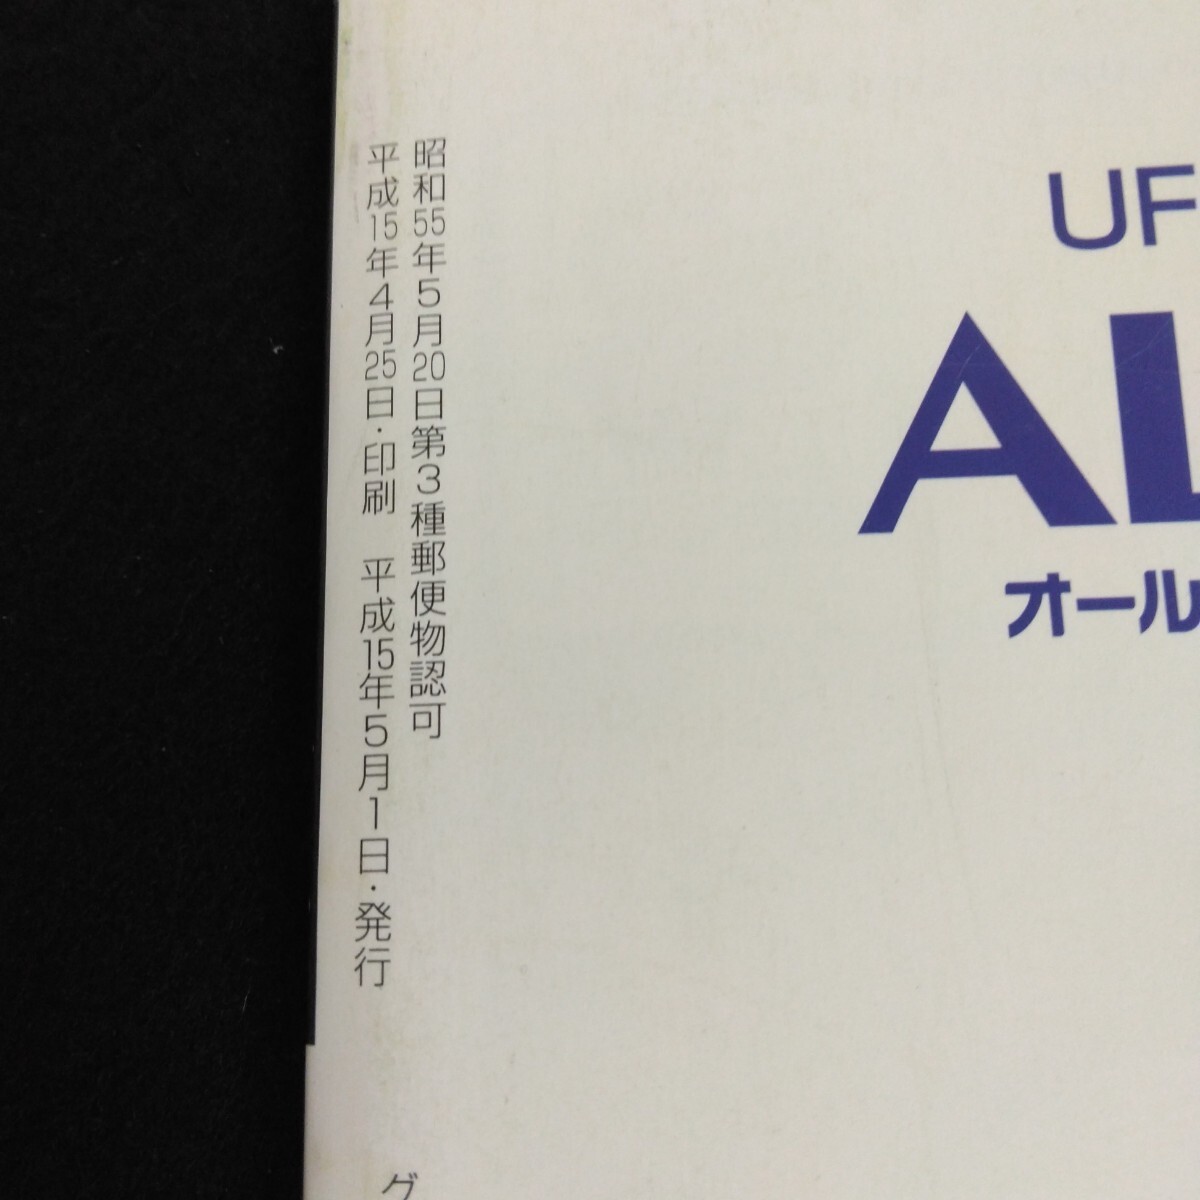 昭和55年5月20日第3種郵便物認可
平成15年4月25日・印刷　平成15年5月1日・発行
UF
AL
オール
グ